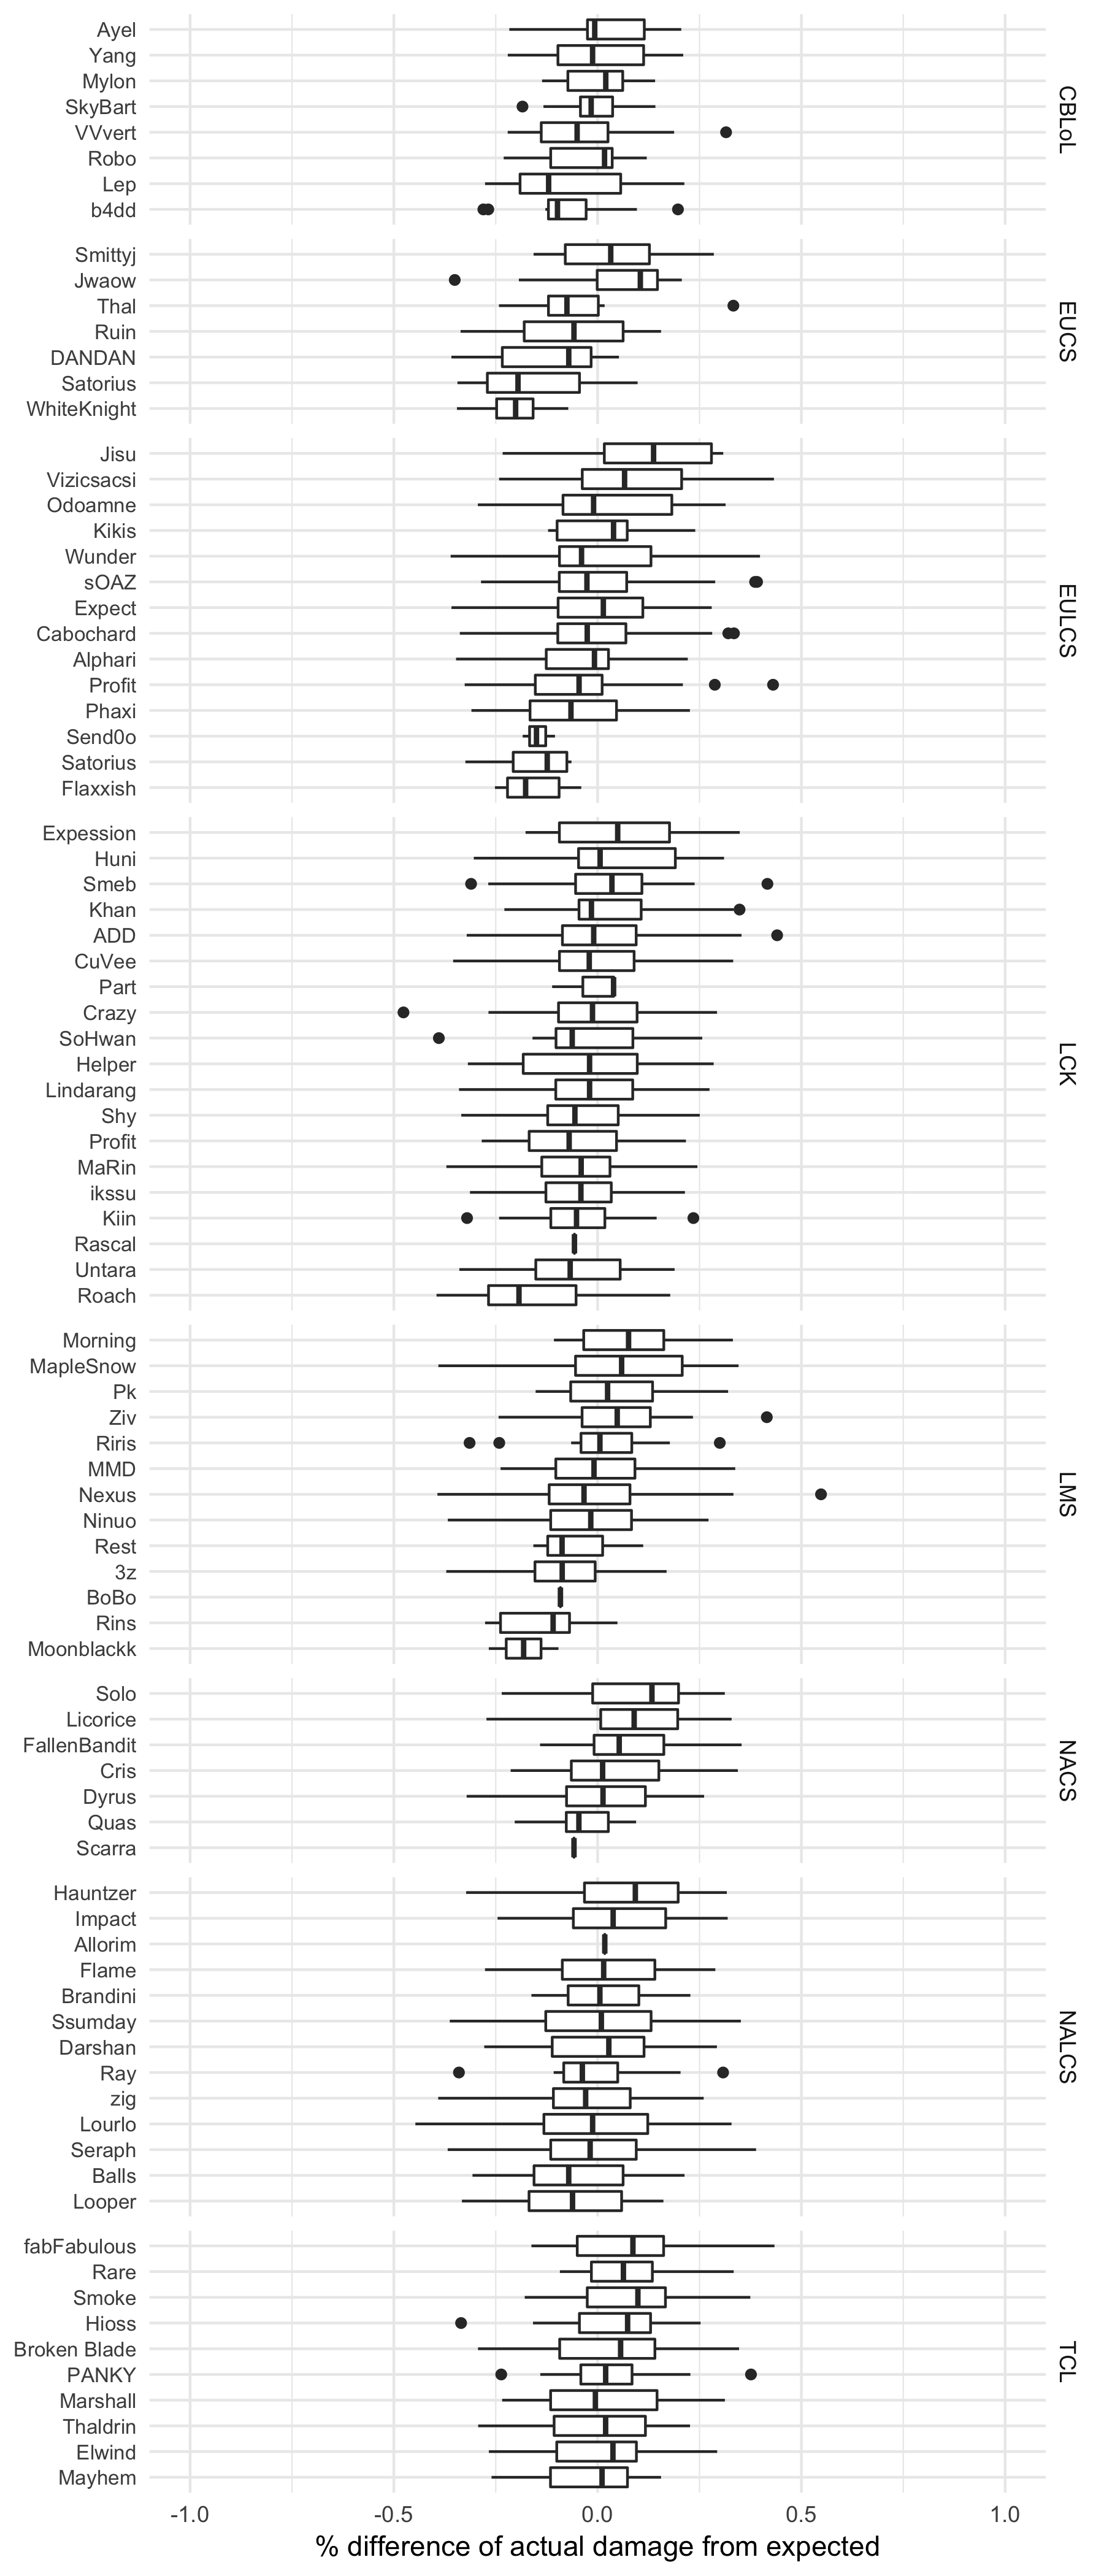 Ayel
Yang
Mylon
SkyBart
VVvert
Robo
Lep
b4dd
CBLoL
Smittyj
Jwaow
Thal
Ruin
DANDAN
Satorius
WhiteKnight
EUCS
Jisu
Vizicsacsi
Odoamne
Kikis
Wunder
sOAZ
Expect
Cabochard
Alphari
Profit
Phaxi
Send0o
Satorius
Flaxxish
EULCS
Expession
Huni
Smeb
Khan
ADD
CuVee
Part
Crazy
SoHwan
Helper
Lindarang
Shy
Profit
MaRin
ikssu
Kiin
Rascal
Untara
Roach
LCK
Morning
MapleSnow
Pk
Ziv
Riris
MMD
Nexus
Ninuo
Rest
3z
BoBo
Rins
Moonblackk
LMS
Solo
Licorice
FallenBandit
Cris
Dyrus
Quas
Scarra
NACS
Hauntzer
Impact
Allorim
Flame
Brandini
Ssumday
Darshan
Ray
zig
Lourlo
Seraph
Balls
Looper
NALCS
fabFabulous
Rare
Smoke
Hioss
Broken Blade
PANKY
Marshall
Thaldrin
Elwind
Mayhem
TCL
-1.0 -0.5 0.0 0.5 1.0
% difference of actual damage from expected